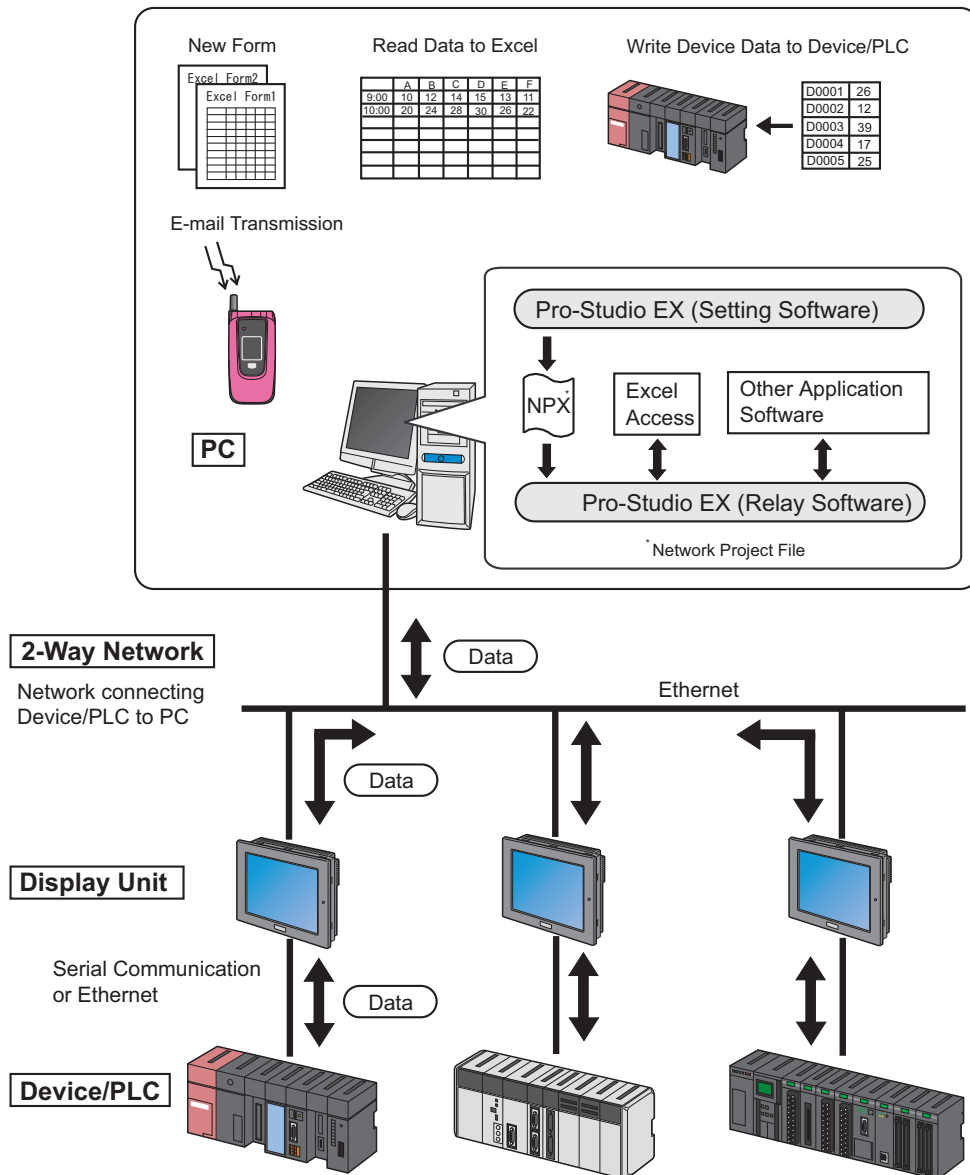 New Form
Read Data to Excel
Write Device Data to Device/PLC
Excel Form2
Excel Form1
A B C D E F
9:00 10 12 14 15 13 11
10:00 20 24 28 30 26 22
D0001 26
D0002 12
D0003 39
D0004 17
D0005 25
E-mail Transmission
PC
Pro-Studio EX (Setting Software)
NPX*
Excel
Access
Other Application
Software
Pro-Studio EX (Relay Software)
*Network Project File
2-Way Network
Network connecting
Device/PLC to PC
Data
Ethernet
Data
Display Unit
Serial Communication
or Ethernet
Data
Device/PLC